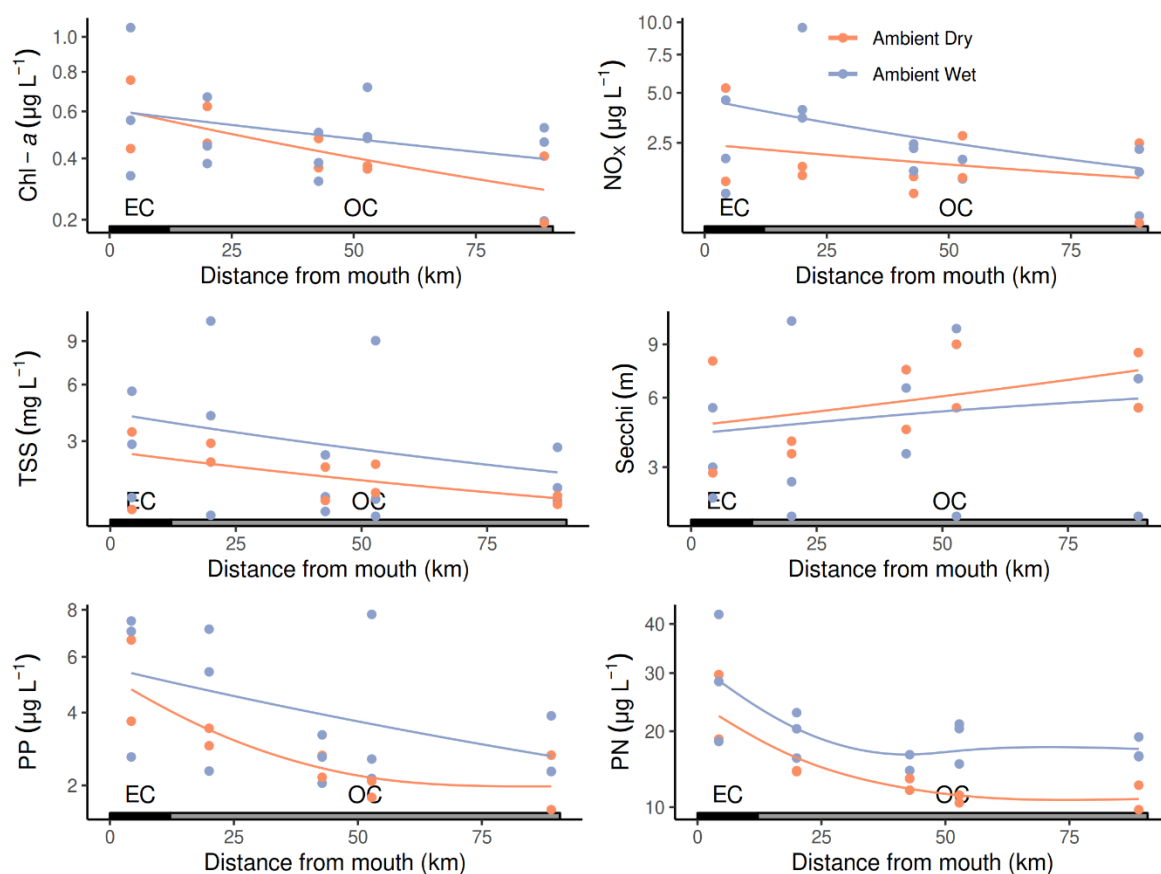 Chl − a (µg L⁻¹)
1.0
0.8
0.6
0.4
0.2
EC
OC
0
25
50
75
Distance from mouth (km)
NOX (µg L⁻¹)
10.0
7.5
5.0
2.5
Ambient Dry
Ambient Wet
EC
OC
0
25
50
75
Distance from mouth (km)
TSS (mg L⁻¹)
9
6
3
EC
OC
0
25
50
75
Distance from mouth (km)
Secchi (m)
9
6
3
EC
OC
0
25
50
75
Distance from mouth (km)
PP (µg L⁻¹)
8
6
4
2
EC
OC
0
25
50
75
Distance from mouth (km)
PN (µg L⁻¹)
40
30
20
10
EC
OC
0
25
50
75
Distance from mouth (km)